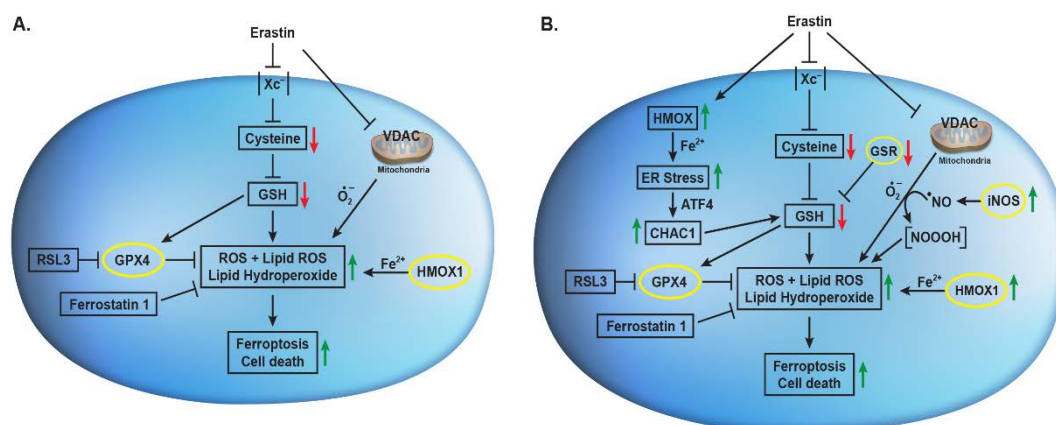 A.
Erastin
Xc⁻
Cysteine
VDAC
Mitochondria
GSH
O₂˙⁻
RSL3
GPX4
ROS + Lipid ROS
Lipid Hydroperoxide
Fe²⁺
HMOX1
Ferrostatin 1
Ferroptosis
Cell death
B.
Erastin
Xc⁻
HMOX
Fe²⁺
Cysteine
GSR
VDAC
Mitochondria
ER Stress
ATF4
O₂˙⁻
˙NO
iNOS
CHAC1
GSH
[NOOOH]
RSL3
GPX4
ROS + Lipid ROS
Lipid Hydroperoxide
Fe²⁺
HMOX1
Ferrostatin 1
Ferroptosis
Cell death